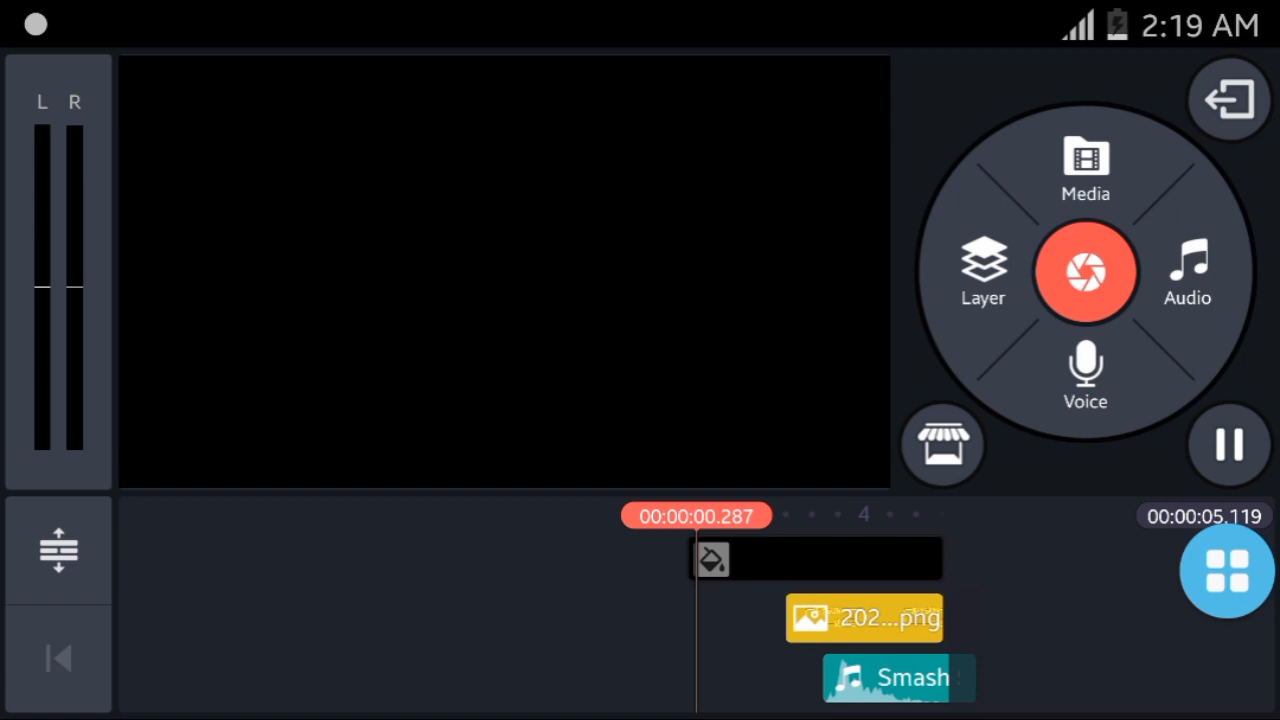 2:19 AM
L R
Media
Layer
Audio
Voice
00:00:00.287
4
00:00:05.119
202...png
Smash